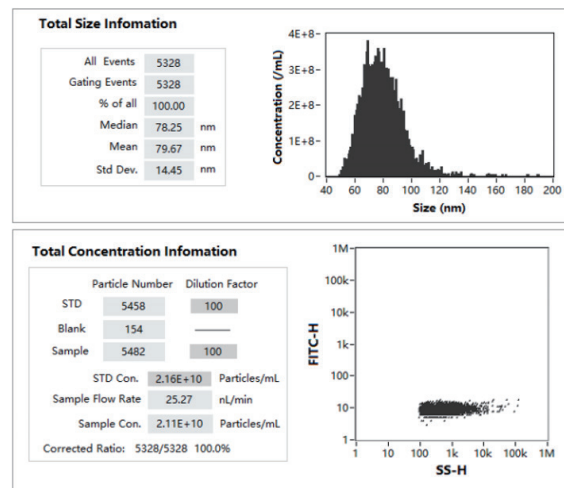 Total Size Infomation
All Events 5328
Gating Events 5328
% of all 100.00
Median 78.25 nm
Mean 79.67 nm
Std Dev. 14.45 nm
Concentration (/mL)
4E+8
3E+8
2E+8
1E+8
0
40 60 80 100 120 140 160 180 200
Size (nm)
Total Concentration Infomation
Particle Number Dilution Factor
STD 5458 100
Blank 154 ——
Sample 5482 100
STD Con. 2.16E+10 Particles/mL
Sample Flow Rate 25.27 nL/min
Sample Con. 2.11E+10 Particles/mL
Corrected Ratio: 5328/5328 100.0%
FITC-H
1M
100k
10k
1k
100
10
1
1 10 100 1k 10k 100k 1M
SS-H